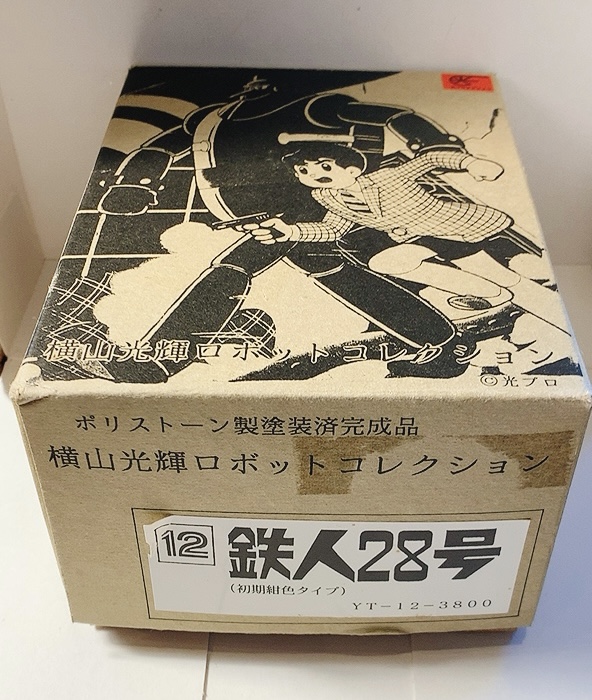 横山光輝ロボットコレクション
©光プロ
ポリストーン製塗装済完成品
横山光輝ロボットコレクション
12 鉄人28号
(初期紺色タイプ)
YT-12-3800